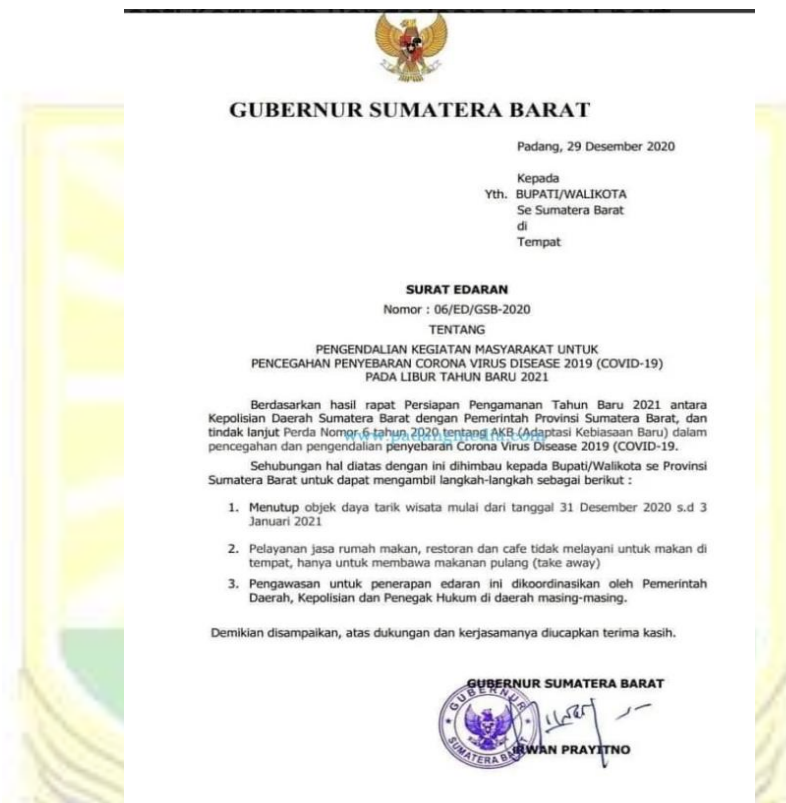 GUBERNUR SUMATERA BARAT
Padang, 29 Desember 2020
Kepada
Yth. BUPATI/WALIKOTA
Se Sumatera Barat
di
Tempat
SURAT EDARAN
Nomor : 06/ED/GSB-2020
TENTANG
PENGENDALIAN KEGIATAN MASYARAKAT UNTUK
PENCEGAHAN PENYEBARAN CORONA VIRUS DISEASE 2019 (COVID-19)
PADA LIBUR TAHUN BARU 2021
Berdasarkan hasil rapat Persiapan Pengamanan Tahun Baru 2021 antara
Kepolisian Daerah Sumatera Barat dengan Pemerintah Provinsi Sumatera Barat, dan
tindak lanjut Perda Nomor 6 tahun 2020 tentang AKB (Adaptasi Kebiasaan Baru) dalam
www.padangmedia.com
pencegahan dan pengendalian penyebaran Corona Virus Disease 2019 (COVID-19.
Sehubungan hal diatas dengan ini dihimbau kepada Bupati/Walikota se Provinsi
Sumatera Barat untuk dapat mengambil langkah-langkah sebagai berikut :
1. Menutup objek daya tarik wisata mulai dari tanggal 31 Desember 2020 s.d 3
Januari 2021
2. Pelayanan jasa rumah makan, restoran dan cafe tidak melayani untuk makan di
tempat, hanya untuk membawa makanan pulang (take away)
3. Pengawasan untuk penerapan edaran ini dikoordinasikan oleh Pemerintah
Daerah, Kepolisian dan Penegak Hukum di daerah masing-masing.
Demikian disampaikan, atas dukungan dan kerjasamanya diucapkan terima kasih.
GUBERNUR SUMATERA BARAT
GUBERNUR
SUMATERA BARAT
IRWAN PRAYITNO